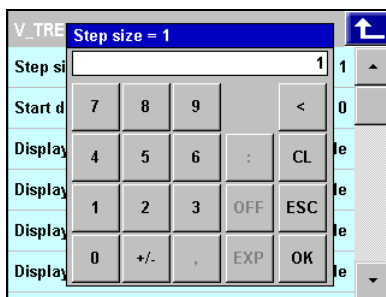 V_TRE
Step size = 1
1
Step si 1
Start d 0
Display le
Display le
Display le
Display le
7 8 9 <
4 5 6 : CL
1 2 3 OFF ESC
0 +/- , EXP OK